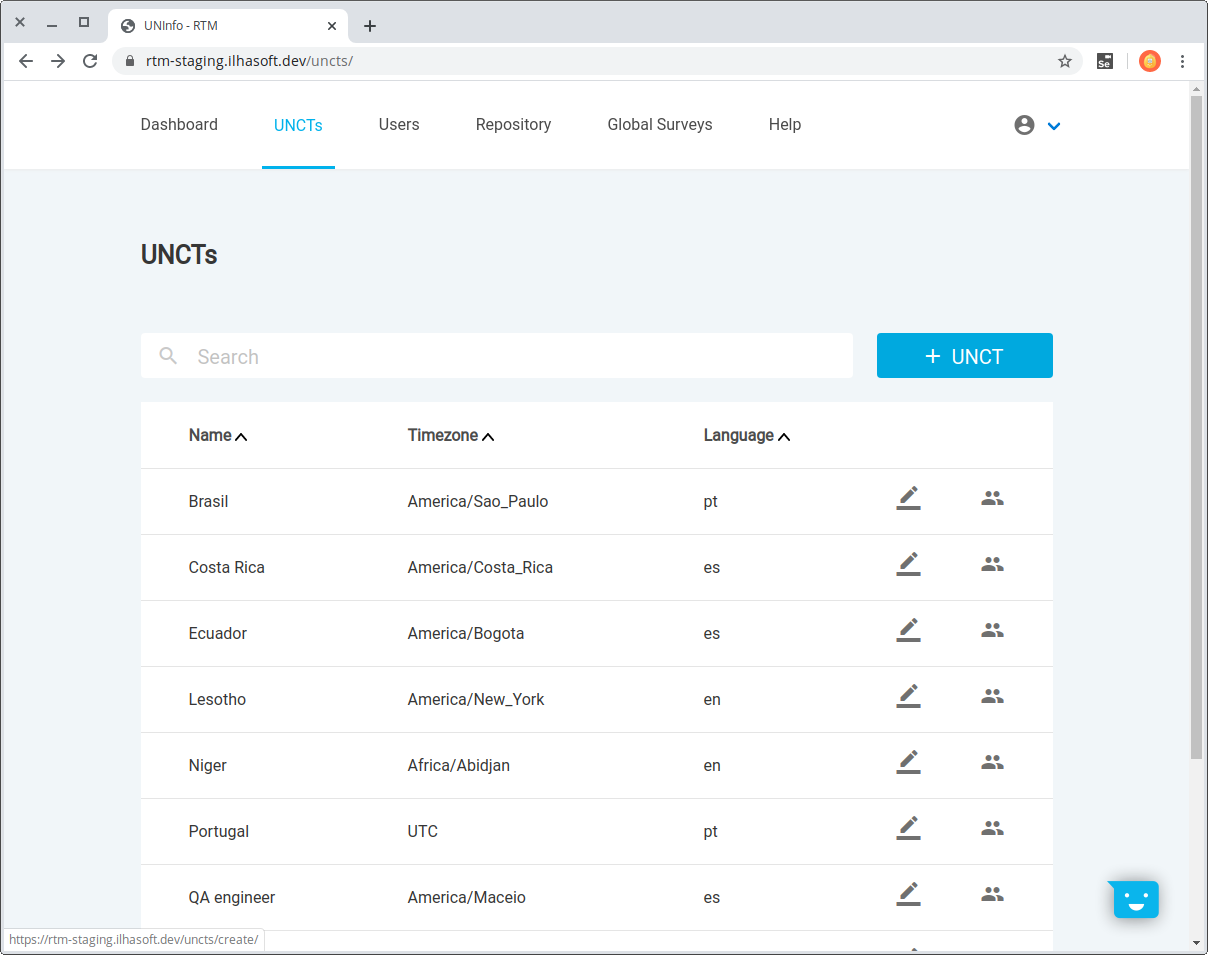 UNInfo - RTM
rtm-staging.ilhasoft.dev/uncts/
Se
Dashboard UNCTs Users Repository Global Surveys Help
UNCTs
Search + UNCT
Name Timezone Language
Brasil America/Sao_Paulo pt
Costa Rica America/Costa_Rica es
Ecuador America/Bogota es
Lesotho America/New_York en
Niger Africa/Abidjan en
Portugal UTC pt
QA engineer America/Maceio es
https://rtm-staging.ilhasoft.dev/uncts/create/